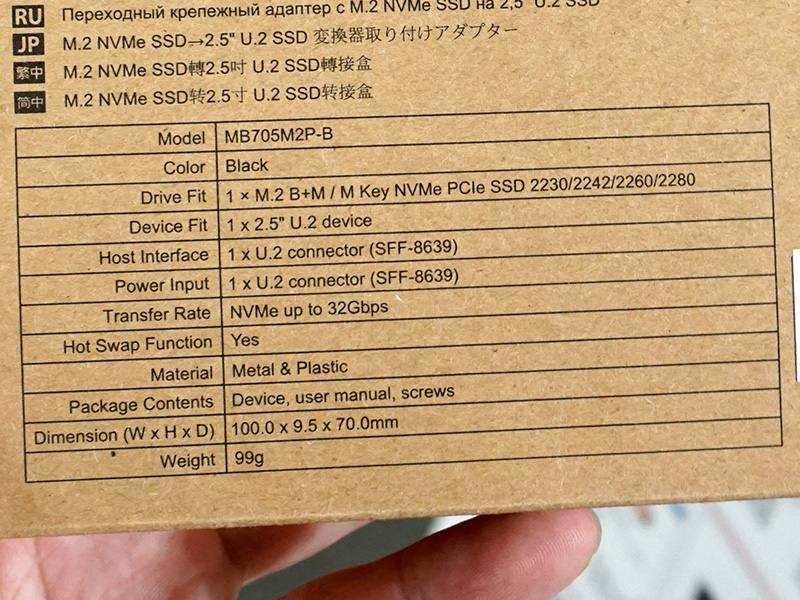 RU Переходный крепежный адаптер с M.2 NVMe SSD на 2,5" U.2 SSD
JP M.2 NVMe SSD→2.5" U.2 SSD 変換器取り付けアダプター
繁中 M.2 NVMe SSD轉2.5吋 U.2 SSD轉接盒
简中 M.2 NVMe SSD转2.5寸 U.2 SSD转接盒
Model MB705M2P-B
Color Black
Drive Fit 1 × M.2 B+M / M Key NVMe PCIe SSD 2230/2242/2260/2280
Device Fit 1 x 2.5" U.2 device
Host Interface 1 x U.2 connector (SFF-8639)
Power Input 1 x U.2 connector (SFF-8639)
Transfer Rate NVMe up to 32Gbps
Hot Swap Function Yes
Material Metal & Plastic
Package Contents Device, user manual, screws
Dimension (W x H x D) 100.0 x 9.5 x 70.0mm
Weight 99g